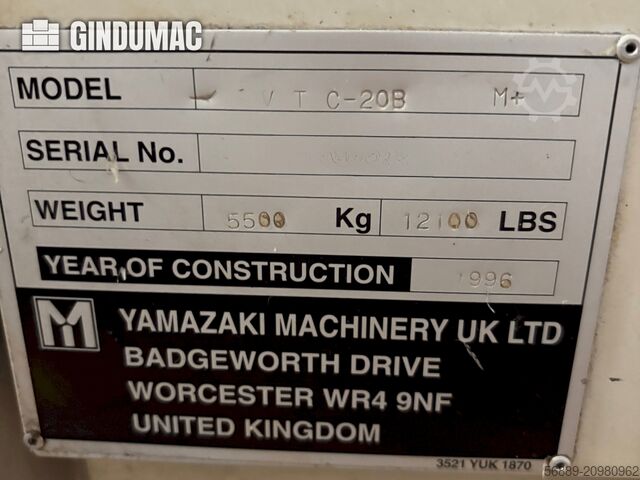 GINDUMAC
MODEL VTC-20B M+
SERIAL No.
WEIGHT 5500 Kg 12100 LBS
YEAR OF CONSTRUCTION 1996
YAMAZAKI MACHINERY UK LTD
BADGEWORTH DRIVE
WORCESTER WR4 9NF
UNITED KINGDOM
3521 YUK 1870
56889-20980962